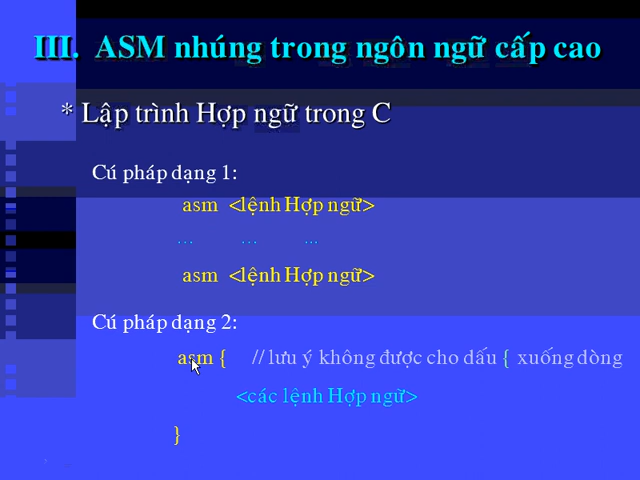 III. ASM nhúng trong ngôn ngữ cấp cao
* Lập trình Hợp ngữ trong C
Cú pháp dạng 1:
asm <lệnh Hợp ngữ>
... ... ...
asm <lệnh Hợp ngữ>
Cú pháp dạng 2:
asm { // lưu ý không được cho dấu { xuống dòng
<các lệnh Hợp ngữ>
}